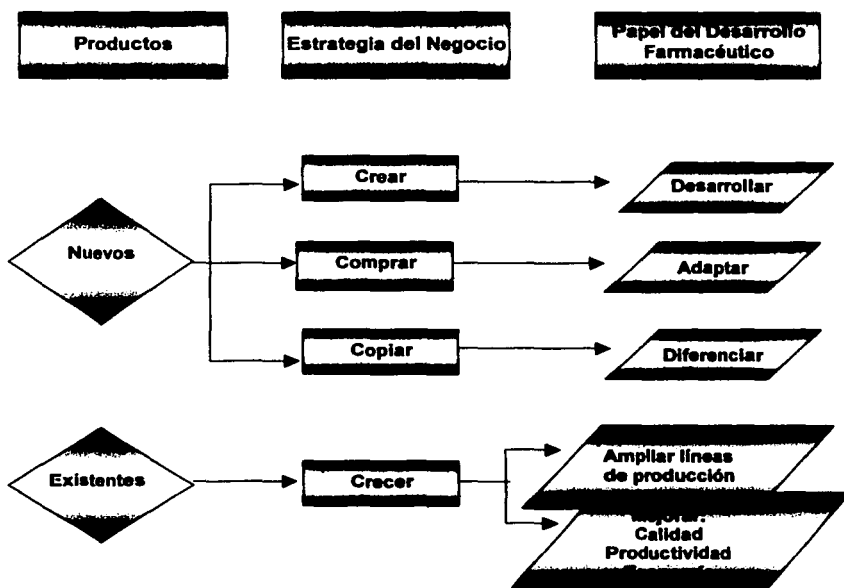 Productos
Estrategia del Negocio
Papel del Desarrollo
Farmacéutico
Nuevos
Crear
Desarrollar
Comprar
Adaptar
Copiar
Diferenciar
Existentes
Crecer
Ampliar líneas
de producción
Mejorar:
Calidad
Productividad